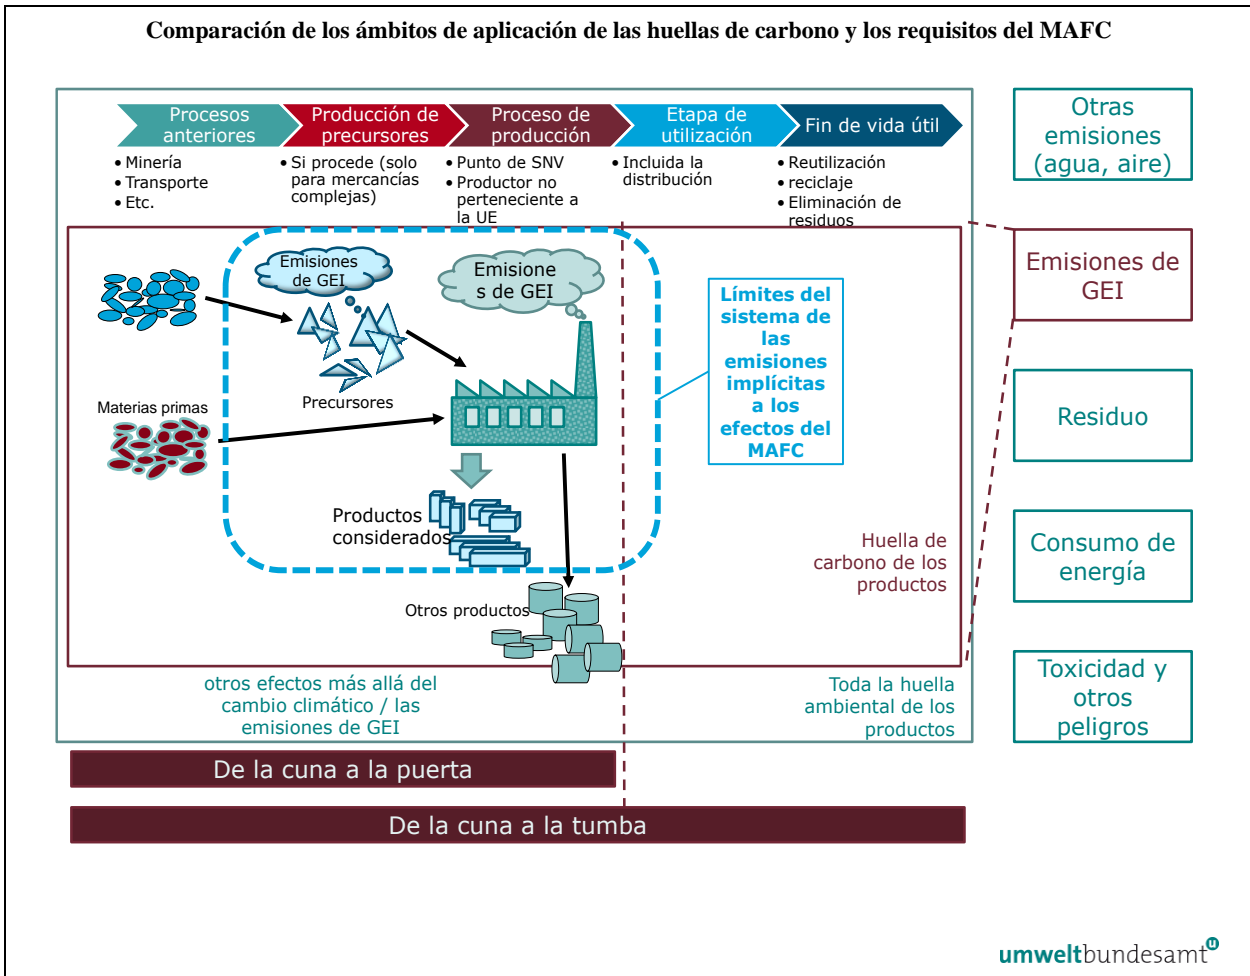 Comparación de los ámbitos de aplicación de las huellas de carbono y los requisitos del MAFC
Procesos
anteriores
Producción de
precursores
Proceso de
producción
Etapa de
utilización
Fin de vida útil
• Minería
• Transporte
• Etc.
• Si procede (solo
para mercancías
complejas)
• Punto de SNV
• Productor no
perteneciente a
la UE
• Incluida la
distribución
• Reutilización
• reciclaje
• Eliminación de
residuos
Emisiones
de GEI
Emisione
s de GEI
Límites del
sistema de
las
emisiones
implícitas
a los
efectos del
MAFC
Materias primas
Precursores
Productos
considerados
Otros productos
Huella de
carbono de los
productos
otros efectos más allá del
cambio climático / las
emisiones de GEI
Toda la huella
ambiental de los
productos
De la cuna a la puerta
De la cuna a la tumba
Otras
emisiones
(agua, aire)
Emisiones de
GEI
Residuo
Consumo de
energía
Toxicidad y
otros
peligros
umweltbundesamt u